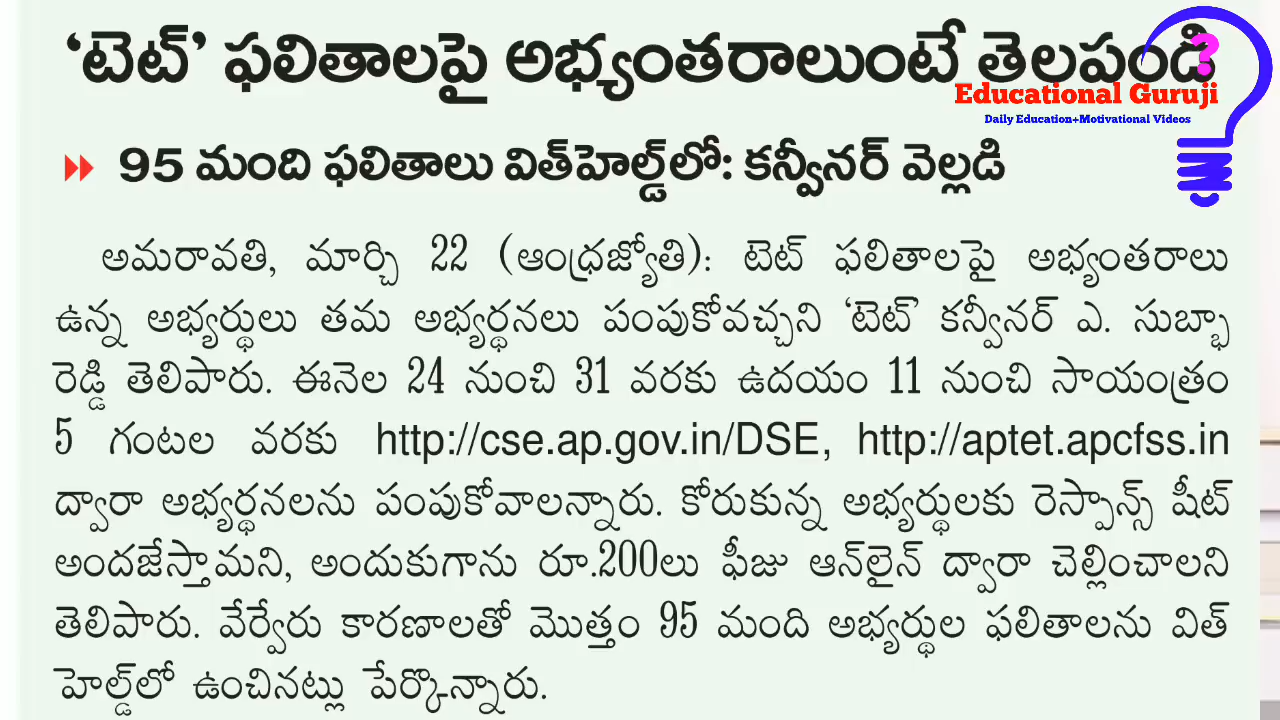 ‘టెట్’ ఫలితాలపై అభ్యంతరాలుంటే తెలపండి
?
Educational Guruji
Daily Education+Motivational Videos
95 మంది ఫలితాలు విత్‌హెల్డ్‌లో: కన్వీనర్ వెల్లడి
అమరావతి, మార్చి 22 (ఆంధ్రజ్యోతి): టెట్ ఫలితాలపై అభ్యంతరాలు
ఉన్న అభ్యర్థులు తమ అభ్యర్థనలు పంపుకోవచ్చని ‘టెట్’ కన్వీనర్ ఎ. సుబ్బా
రెడ్డి తెలిపారు. ఈనెల 24 నుంచి 31 వరకు ఉదయం 11 నుంచి సాయంత్రం
5 గంటల వరకు http://cse.ap.gov.in/DSE, http://aptet.apcfss.in
ద్వారా అభ్యర్థనలను పంపుకోవాలన్నారు. కోరుకున్న అభ్యర్థులకు రెస్పాన్స్ షీట్
అందజేస్తామని, అందుకుగాను రూ.200లు ఫీజు ఆన్‌లైన్ ద్వారా చెల్లించాలని
తెలిపారు. వేర్వేరు కారణాలతో మొత్తం 95 మంది అభ్యర్థుల ఫలితాలను విత్
హెల్డ్‌లో ఉంచినట్లు పేర్కొన్నారు.